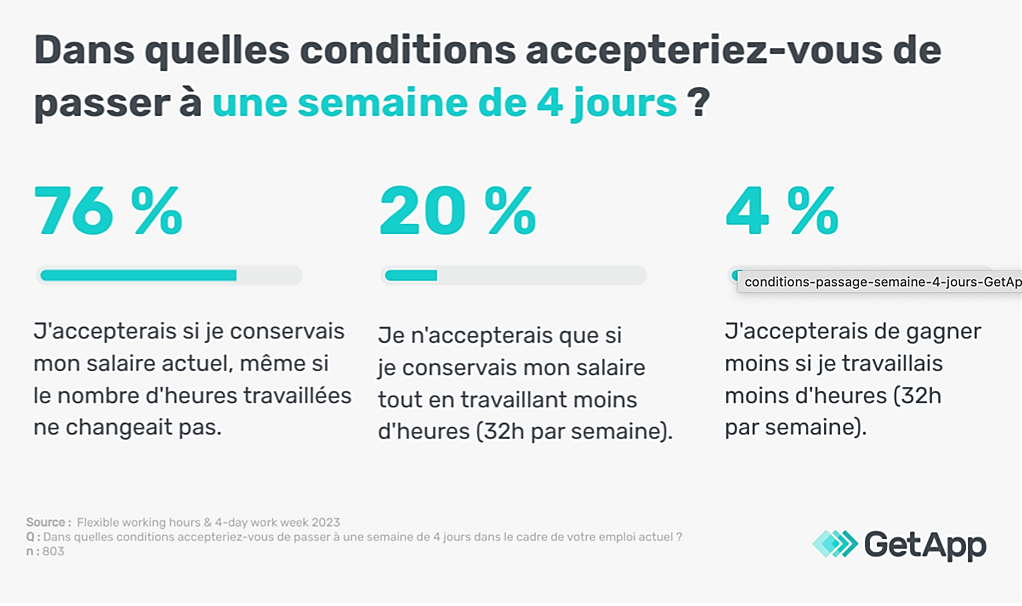 Dans quelles conditions accepteriez-vous de
passer à une semaine de 4 jours ?
76 %
J'accepterais si je conservais
mon salaire actuel, même si
le nombre d'heures travaillées
ne changeait pas.
20 %
Je n'accepterais que si
je conservais mon salaire
tout en travaillant moins
d'heures (32h par semaine).
4 %
conditions-passage-semaine-4-jours-GetAp
J'accepterais de gagner
moins si je travaillais
moins d'heures (32h
par semaine).
Source : Flexible working hours & 4-day work week 2023
Q : Dans quelles conditions accepteriez-vous de passer à une semaine de 4 jours dans le cadre de votre emploi actuel ?
n : 803
GetApp